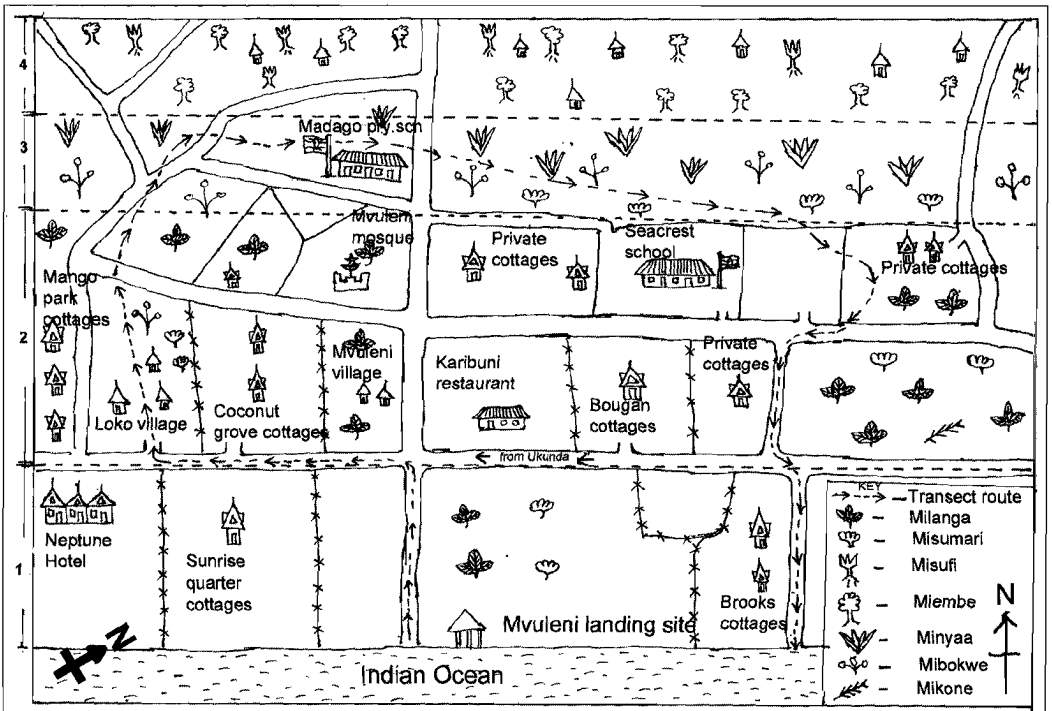 4
3
2
1
Madago pry.sch
Mvuleni
mosque
Private
cottages
Seacrest
school
Private cottages
Mango
park
cottages
Loko village
Coconut
grove cottages
Mvuleni
village
Karibuni
restaurant
Bougan
cottages
Private
cottages
from Ukunda
Neptune
Hotel
Sunrise
quarter
cottages
Mvuleni landing site
Brooks
cottages
Indian Ocean
N
KEY
Transect route
Milanga
Misumari
Misufi
Miembe
Minyaa
Mibokwe
Mikone
N